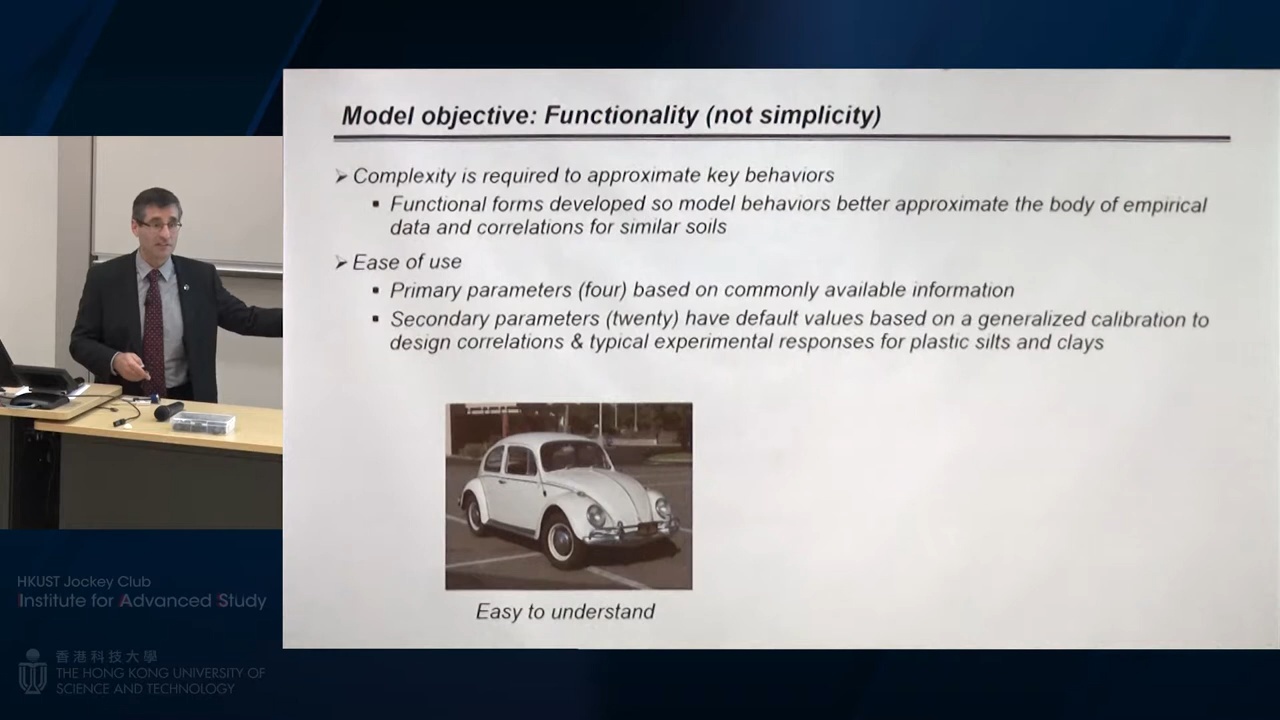 Model objective: Functionality (not simplicity)
➢ Complexity is required to approximate key behaviors
▪ Functional forms developed so model behaviors better approximate the body of empirical
data and correlations for similar soils
➢ Ease of use
▪ Primary parameters (four) based on commonly available information
▪ Secondary parameters (twenty) have default values based on a generalized calibration to
design correlations & typical experimental responses for plastic silts and clays
Easy to understand
HKUST Jockey Club
Institute for Advanced Study
香港科技大學
THE HONG KONG UNIVERSITY OF
SCIENCE AND TECHNOLOGY